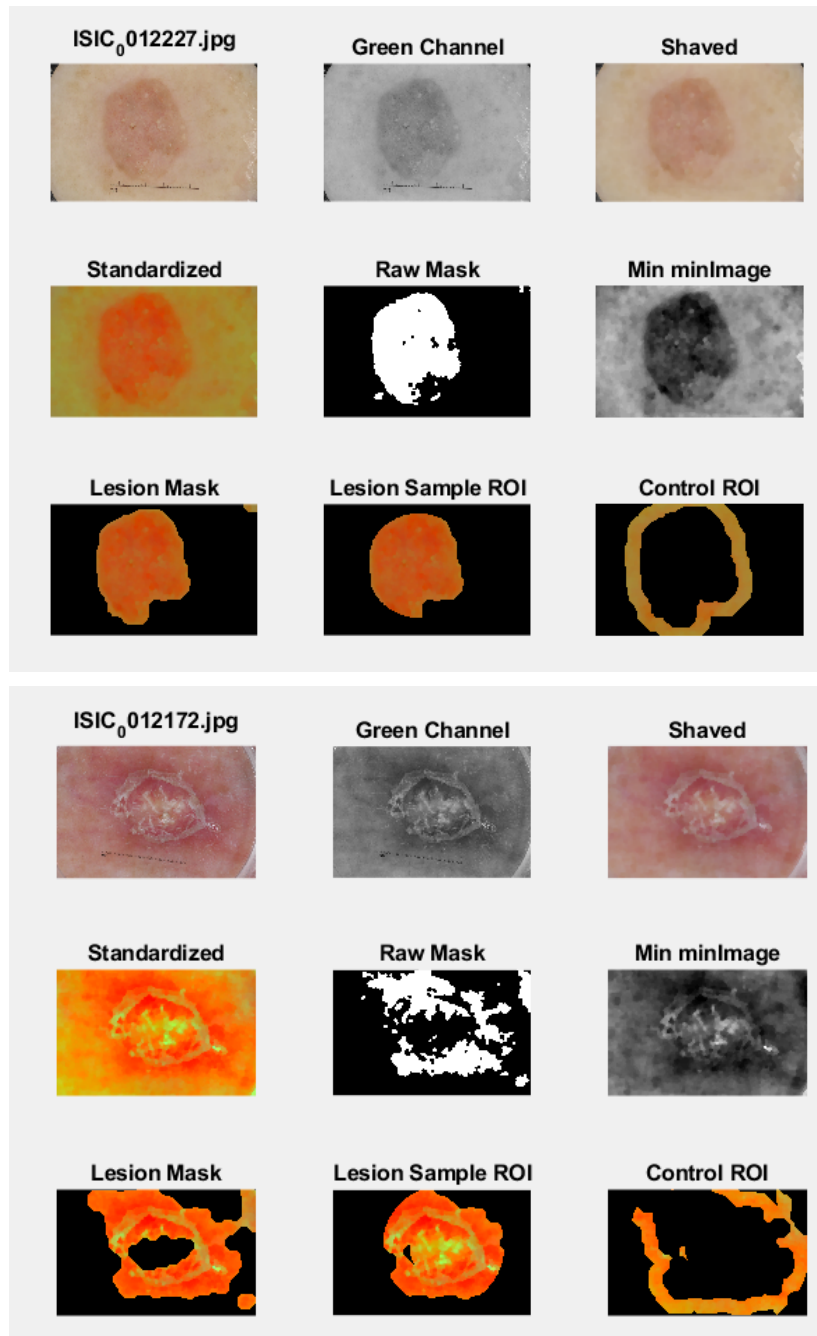 ISIC_0012227.jpg Green Channel Shaved
Standardized Raw Mask Min minImage
Lesion Mask Lesion Sample ROI Control ROI
ISIC_0012172.jpg Green Channel Shaved
Standardized Raw Mask Min minImage
Lesion Mask Lesion Sample ROI Control ROI